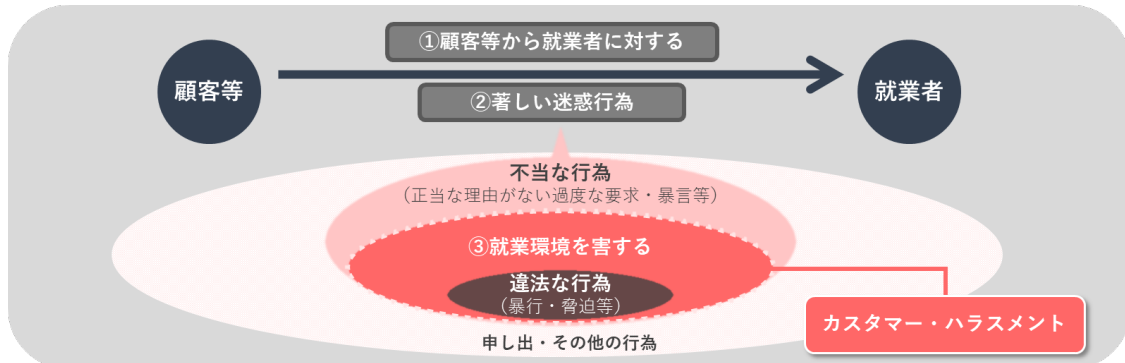 ①顧客等から就業者に対する
顧客等
就業者
②著しい迷惑行為
不当な行為
（正当な理由がない過度な要求・暴言等）
③就業環境を害する
違法な行為
（暴行・脅迫等）
カスタマー・ハラスメント
申し出・その他の行為